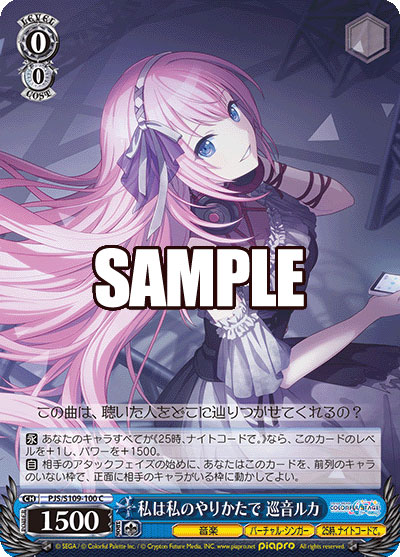 LEVEL
0
0
COST
SAMPLE
この曲は、聴いた人をどこに辿りつかせてくれるの？
永 あなたのキャラすべてが《25時、ナイトコードで。》なら、このカードのレベ
ルを＋1し、パワーを＋1500。
自 相手のアタックフェイズの始めに、あなたはこのカードを、前列のキャラ
のいない枠で、正面に相手のキャラがいる枠に動かしてよい。
CH PJS/S109-100 C
私は私のやりかたで 巡音ルカ
COLORFUL STAGE
POWER
1500
音楽
バーチャル・シンガー
25時、ナイトコードで。
© SEGA / © Colorful Palette Inc. / © Crypton Future Media, INC. www.piapro.net piapro